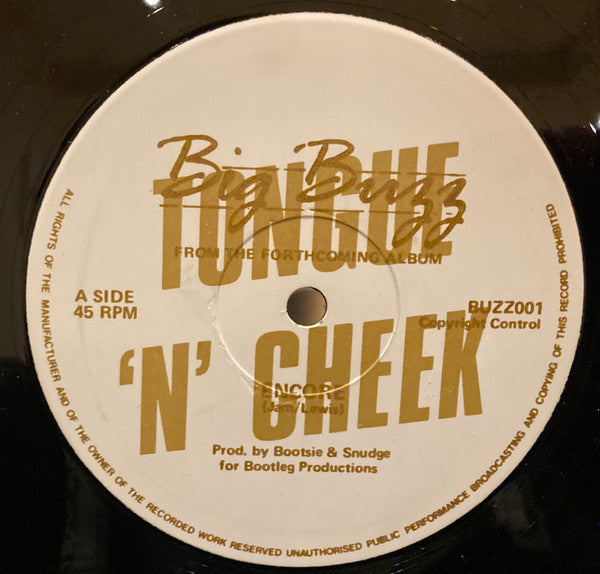 Big Buzz
TONGUE
FROM THE FORTHCOMING ALBUM
A SIDE
45 RPM
BUZZ001
Copyright Control
'N' CHEEK
ENCORE
(Jam/Lewis)
Prod. by Bootsie & Snudge
for Bootleg Productions
ALL RIGHTS OF THE MANUFACTURER AND OF THE OWNER OF THE RECORDED WORK RESERVED UNAUTHORISED PUBLIC PERFORMANCE BROADCASTING AND COPYING OF THIS RECORD PROHIBITED